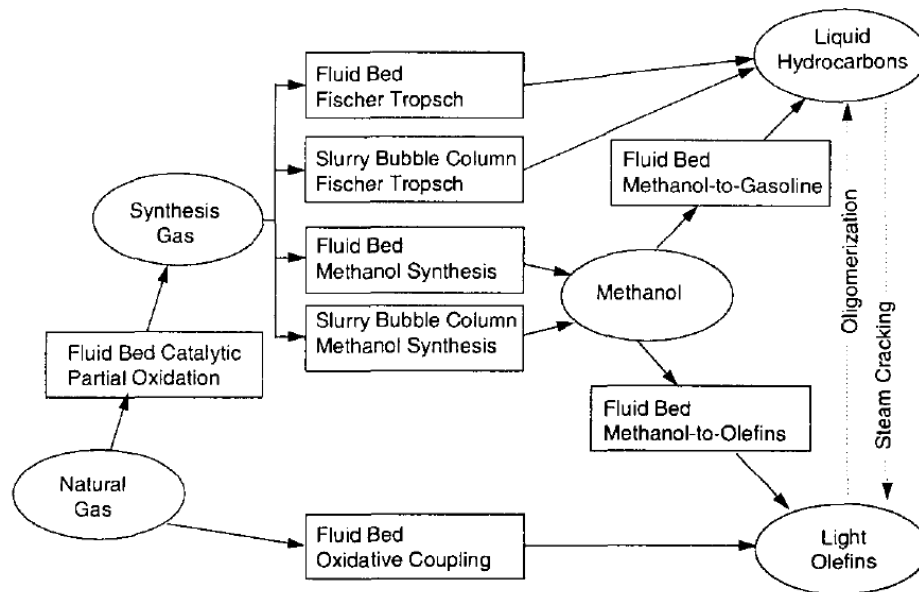 Liquid
Hydrocarbons
Fluid Bed
Fischer Tropsch
Slurry Bubble Column
Fischer Tropsch
Fluid Bed
Methanol-to-Gasoline
Synthesis
Gas
Fluid Bed
Methanol Synthesis
Methanol
Slurry Bubble Column
Methanol Synthesis
Oligomerization
Steam Cracking
Fluid Bed Catalytic
Partial Oxidation
Fluid Bed
Methanol-to-Olefins
Natural
Gas
Fluid Bed
Oxidative Coupling
Light
Olefins